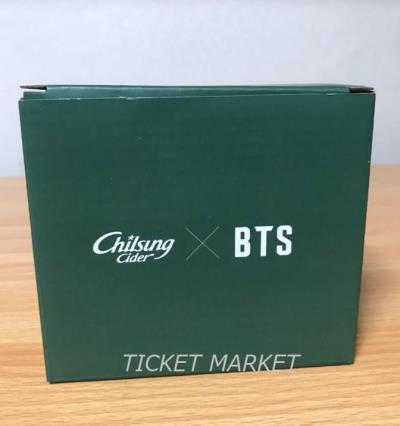 Chilsung Cider × BTS
TICKET MARKET